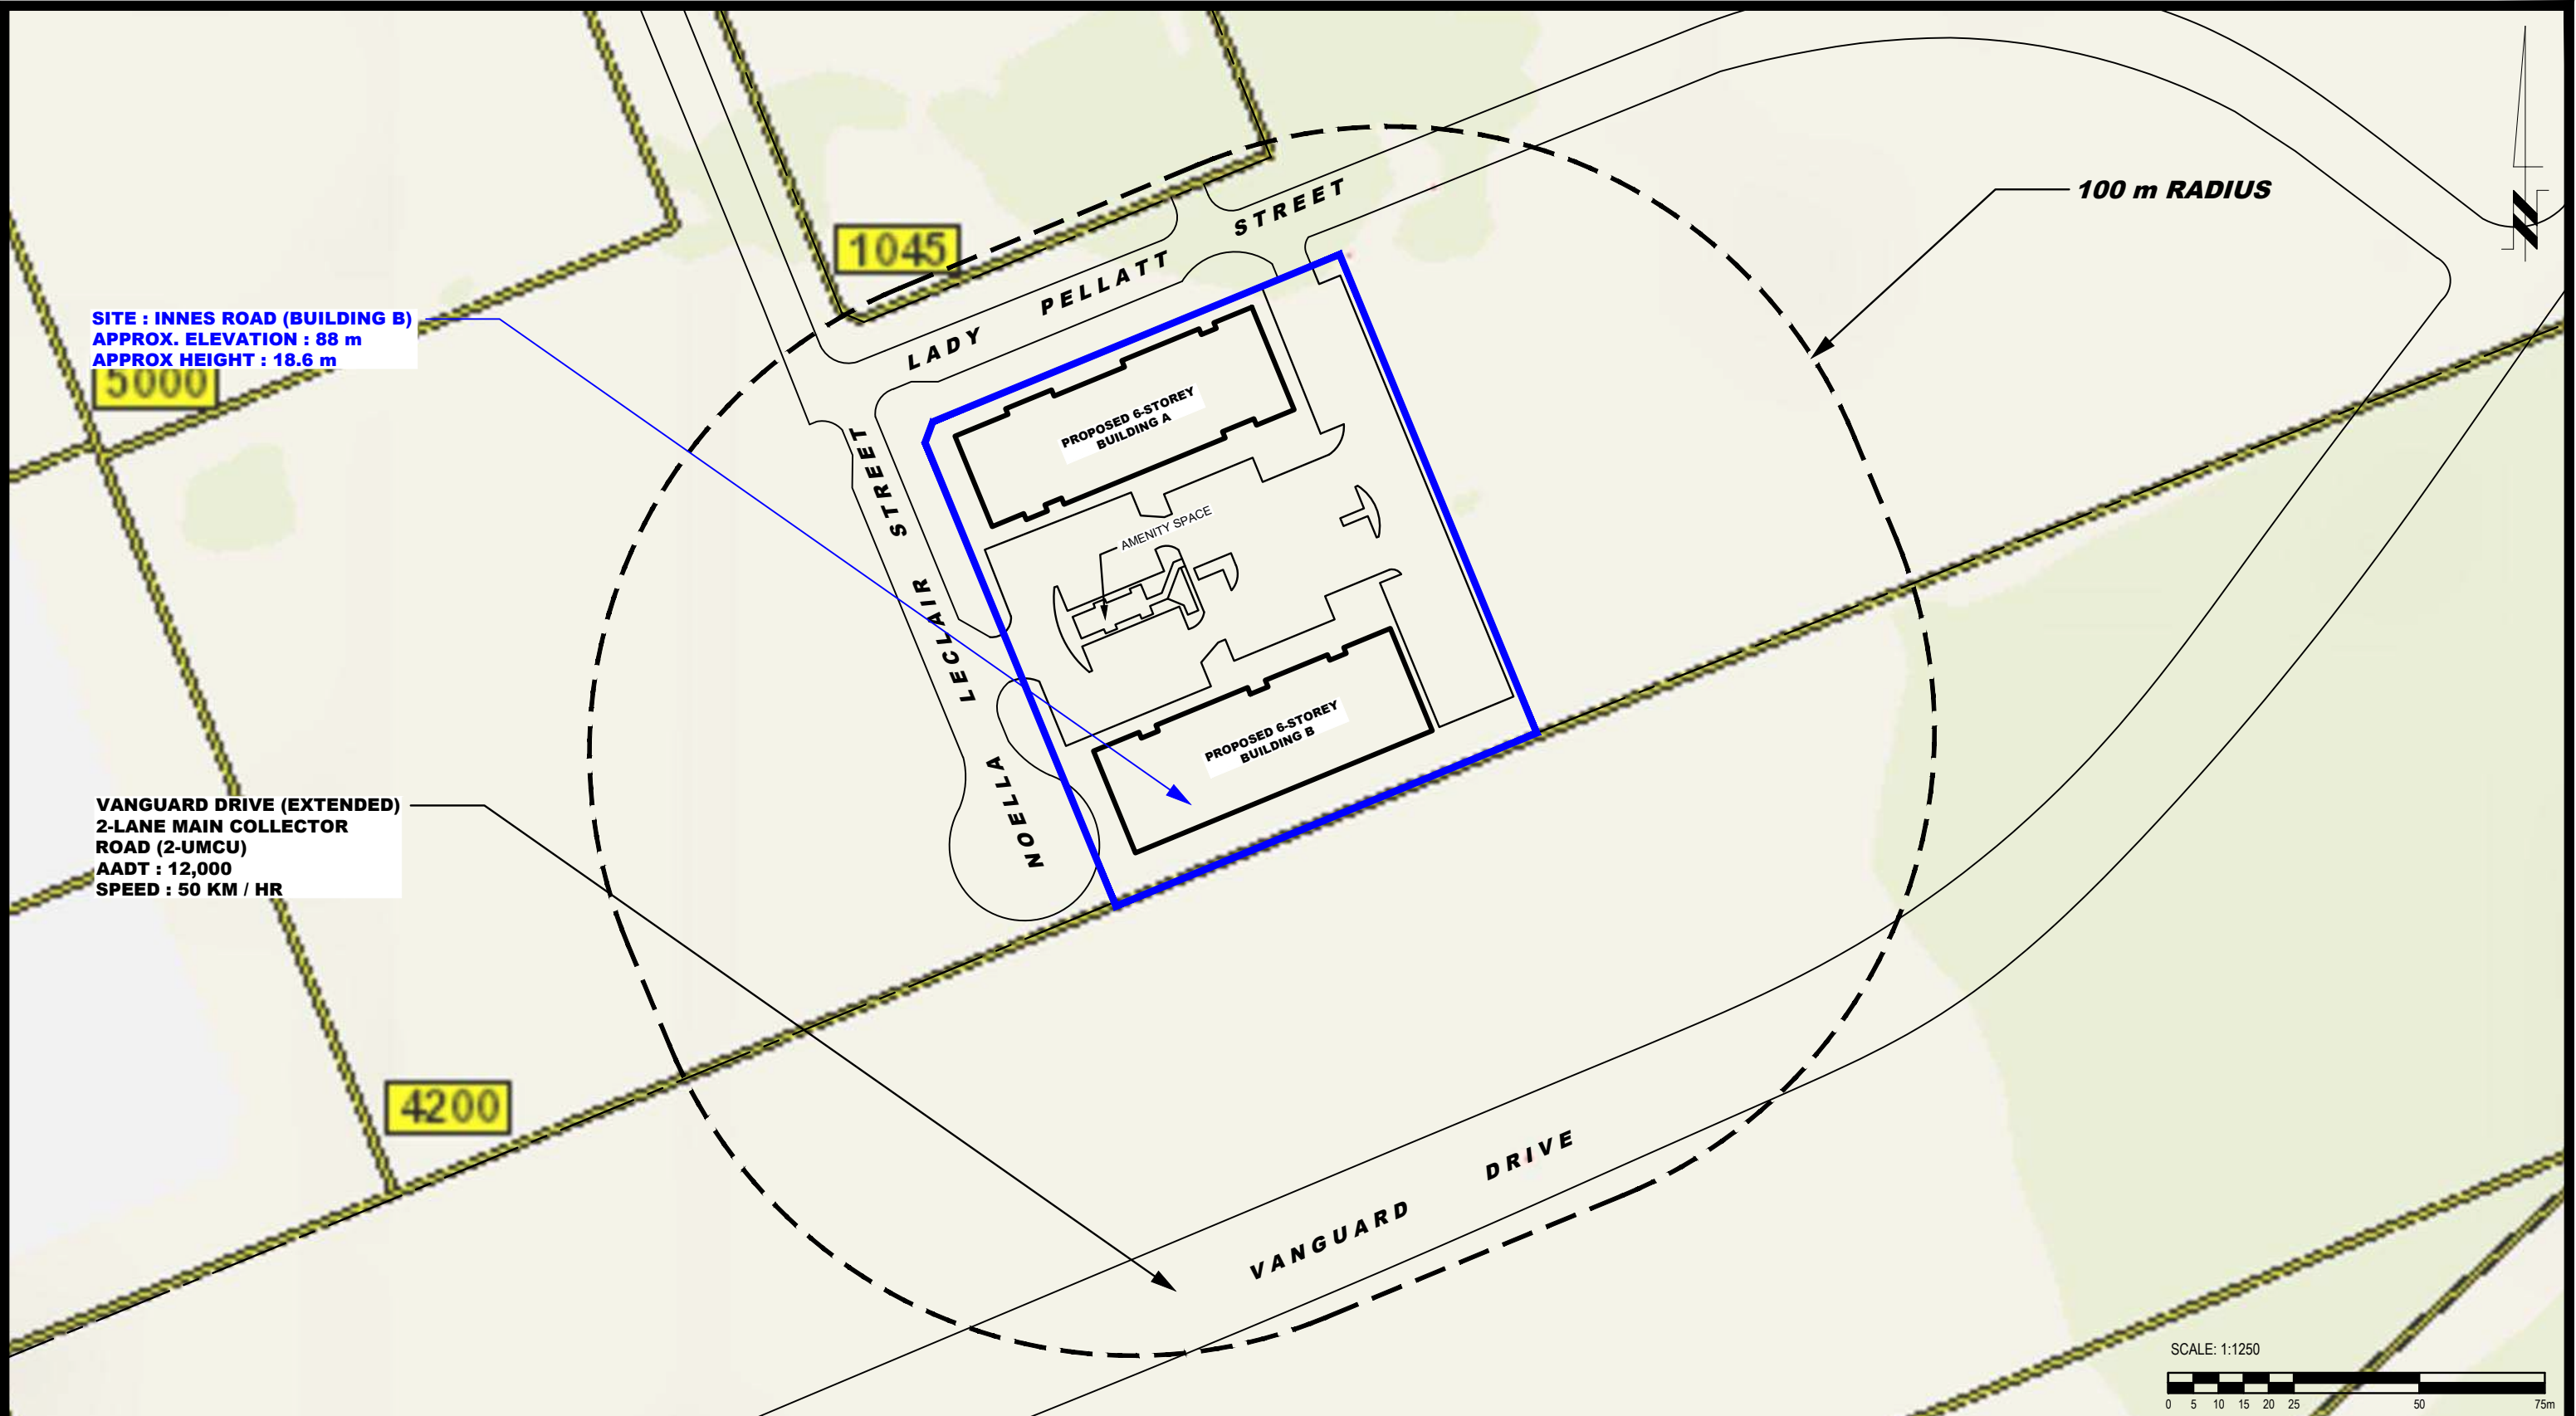 100 m RADIUS
1045
LADY PELLATT STREET
SITE : INNES ROAD (BUILDING B)
APPROX. ELEVATION : 88 m
APPROX HEIGHT : 18.6 m
5000
PROPOSED 6-STOREY
BUILDING A
AMENITY SPACE
NOELLA LECLAIR STREET
PROPOSED 6-STOREY
BUILDING B
VANGUARD DRIVE (EXTENDED)
2-LANE MAIN COLLECTOR
ROAD (2-UMCU)
AADT : 12,000
SPEED : 50 KM / HR
4200
VANGUARD DRIVE
SCALE: 1:1250
0 5 10 15 20 25 50 75m
N